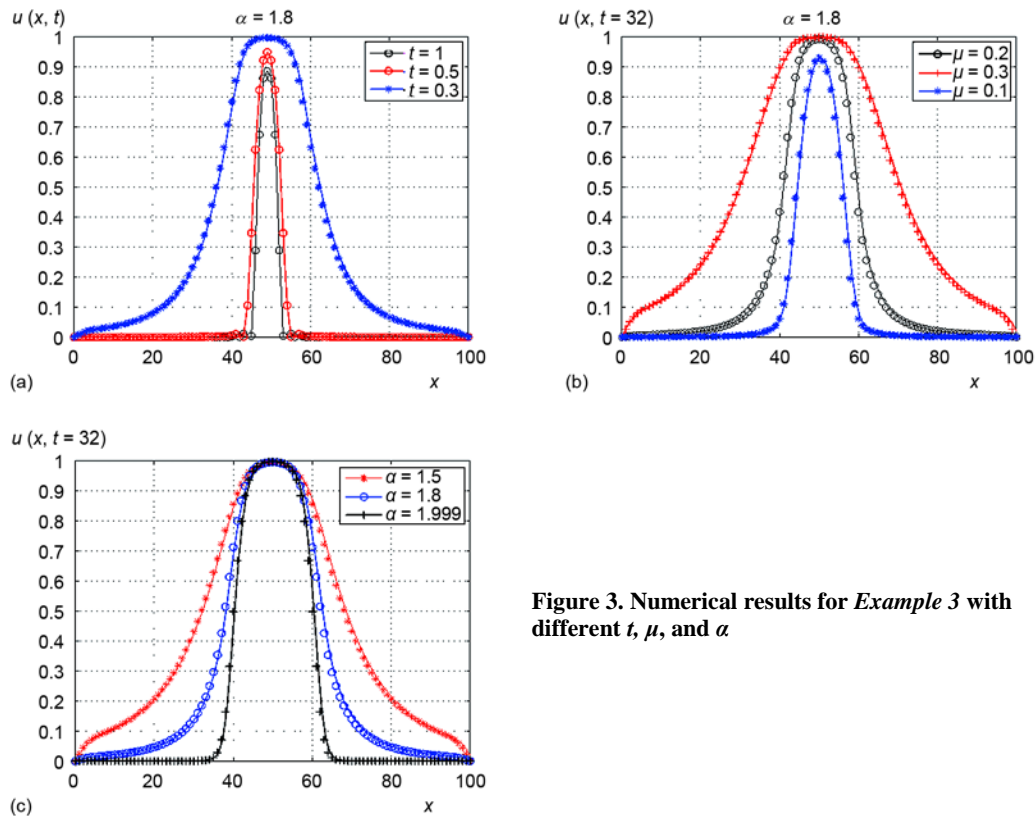 u (x, t)
α = 1.8
1
0.9
0.8
0.7
0.6
0.5
0.4
0.3
0.2
0.1
0
t = 1
t = 0.5
t = 0.3
0 20 40 60 80 100
(a)
x
u (x, t = 32)
α = 1.8
1
0.9
0.8
0.7
0.6
0.5
0.4
0.3
0.2
0.1
0
μ = 0.2
μ = 0.3
μ = 0.1
0 20 40 60 80 100
(b)
x
u (x, t = 32)
1
0.9
0.8
0.7
0.6
0.5
0.4
0.3
0.2
0.1
0
α = 1.5
α = 1.8
α = 1.999
0 20 40 60 80 100
(c)
x
Figure 3. Numerical results for Example 3 with
different t, μ, and α